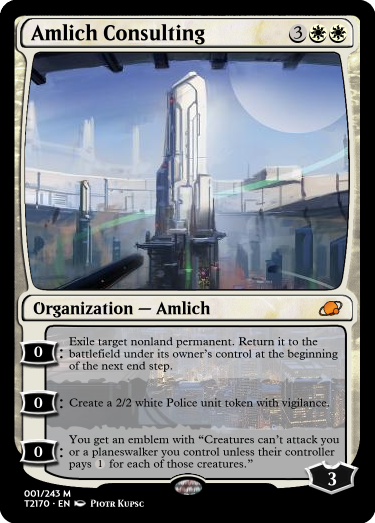 Amlich Consulting 3
Organization — Amlich
0: Exile target nonland permanent. Return it to the
battlefield under its owner's control at the beginning
of the next end step.
0: Create a 2/2 white Police unit token with vigilance.
0: You get an emblem with “Creatures can't attack you
or a planeswalker you control unless their controller
pays 1 for each of those creatures.”
3
001/243 M
T2170 • EN Piotr Kupsc